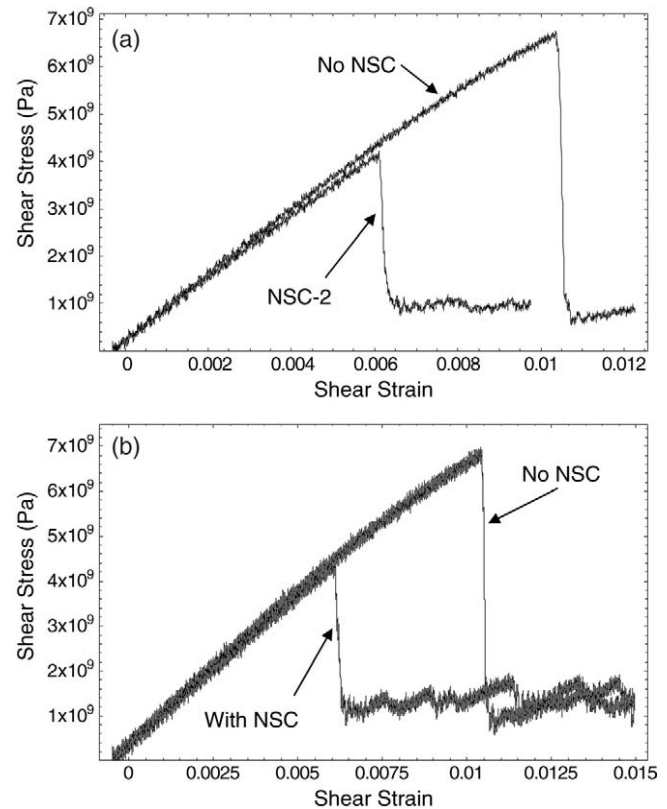 (a)
7x10⁹
6x10⁹
5x10⁹
4x10⁹
3x10⁹
2x10⁹
1x10⁹
Shear Stress (Pa)
No NSC
NSC-2
0 0.002 0.004 0.006 0.008 0.01 0.012
Shear Strain
(b)
7x10⁹
6x10⁹
5x10⁹
4x10⁹
3x10⁹
2x10⁹
1x10⁹
Shear Stress (Pa)
No NSC
With NSC
0 0.0025 0.005 0.0075 0.01 0.0125 0.015
Shear Strain